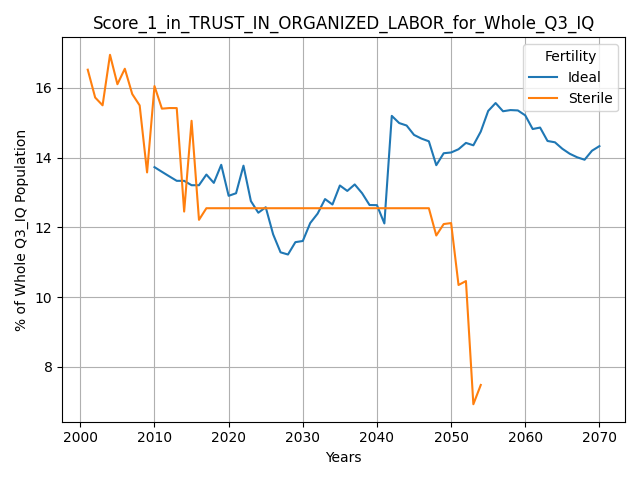 Score_1_in_TRUST_IN_ORGANIZED_LABOR_for_Whole_Q3_IQ
Fertility
Ideal
Sterile
% of Whole Q3_IQ Population
16
14
12
10
8
2000 2010 2020 2030 2040 2050 2060 2070
Years